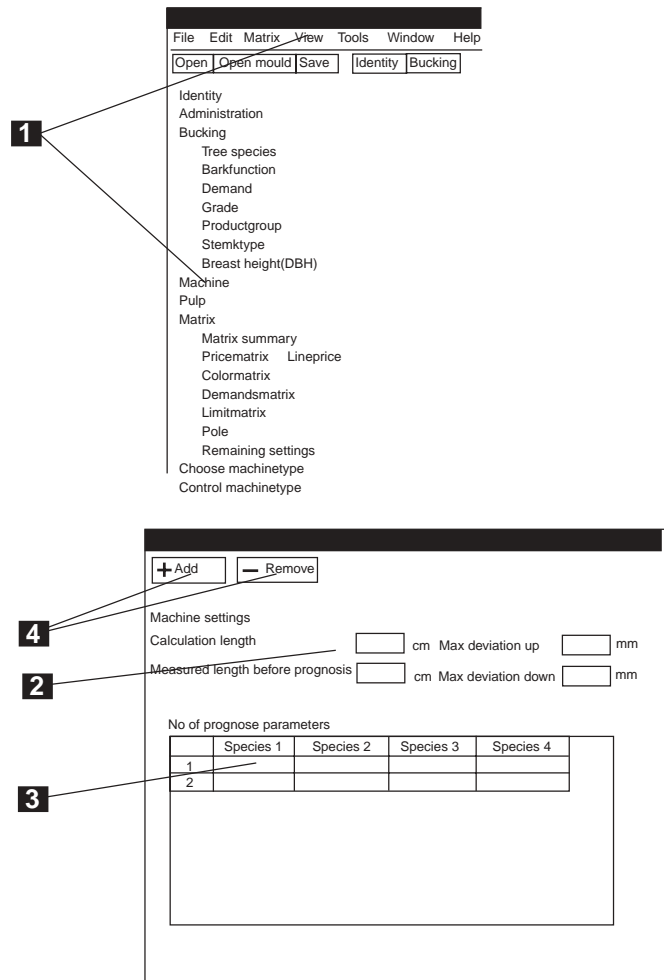 File Edit Matrix View Tools Window Help
Open Open mould Save Identity Bucking
Identity
Administration
1
Bucking
Tree species
Barkfunction
Demand
Grade
Productgroup
Stemktype
Breast height(DBH)
Machine
Pulp
Matrix
Matrix summary
Pricematrix Lineprice
Colormatrix
Demandsmatrix
Limitmatrix
Pole
Remaining settings
Choose machinetype
Control machinetype
+ Add − Remove
Machine settings
4
Calculation length cm Max deviation up mm
Measured length before prognosis cm Max deviation down mm
2
No of prognose parameters
Species 1 Species 2 Species 3 Species 4
1
2
3